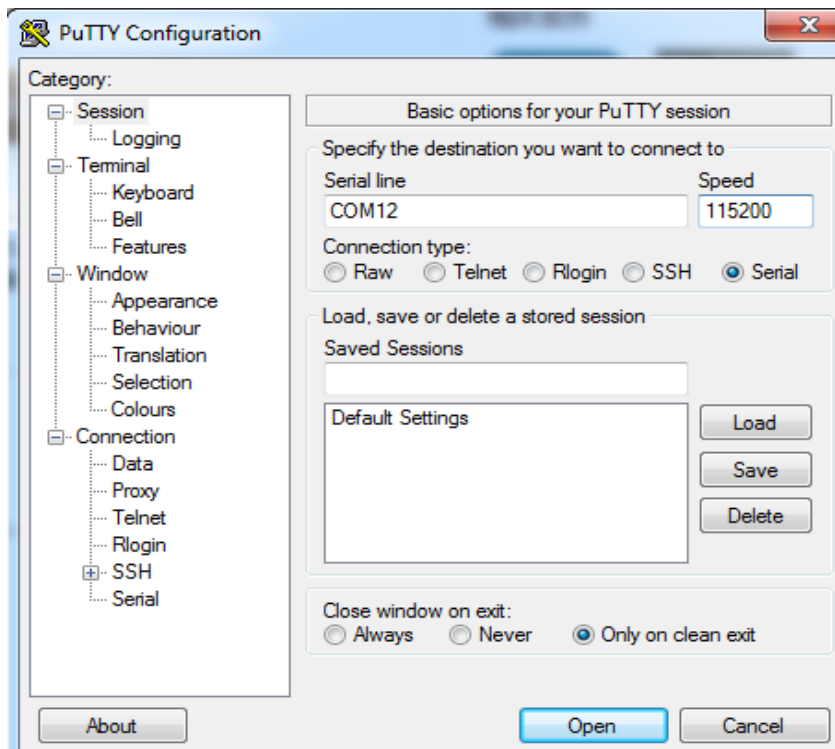 PuTTY Configuration
Category:
Session
Logging
Terminal
Keyboard
Bell
Features
Window
Appearance
Behaviour
Translation
Selection
Colours
Connection
Data
Proxy
Telnet
Rlogin
SSH
Serial
About
Basic options for your PuTTY session
Specify the destination you want to connect to
Serial line Speed
COM12 115200
Connection type:
Raw Telnet Rlogin SSH Serial
Load, save or delete a stored session
Saved Sessions
Default Settings
Load
Save
Delete
Close window on exit:
Always Never Only on clean exit
Open Cancel